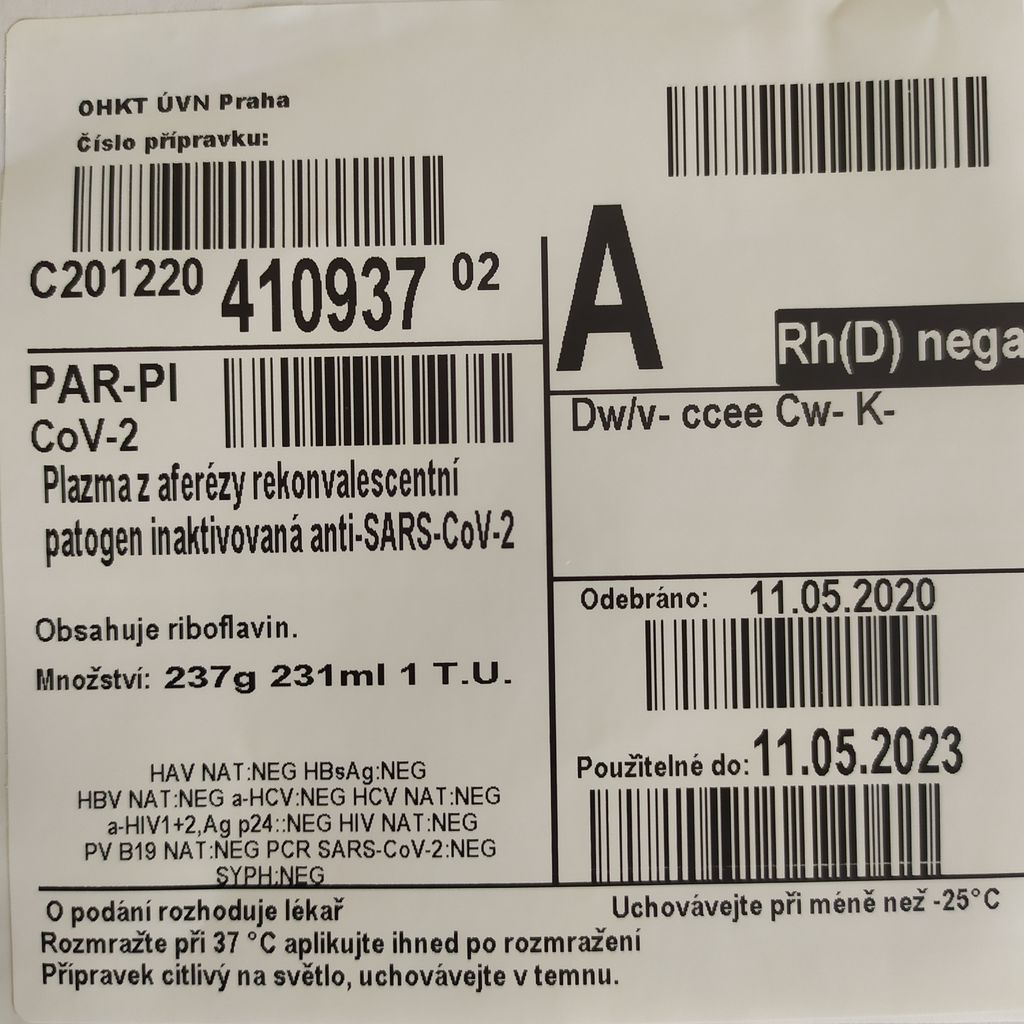 OHKT ÚVN Praha
Číslo přípravku:
C201220 410937 02
PAR-PI
CoV-2
Plazma z aferézy rekonvalescentní
patogen inaktivovaná anti-SARS-CoV-2
Obsahuje riboflavin.
Množství: 237g 231ml 1 T.U.
HAV NAT:NEG HBsAg:NEG
HBV NAT:NEG a-HCV:NEG HCV NAT:NEG
a-HIV1+2,Ag p24::NEG HIV NAT:NEG
PV B19 NAT:NEG PCR SARS-CoV-2:NEG
SYPH:NEG
A
Rh(D) nega
Dw/v- ccee Cw- K-
Odebráno: 11.05.2020
Použitelné do: 11.05.2023
O podání rozhoduje lékař
Uchovávejte při méně než -25°C
Rozmražte při 37 °C aplikujte ihned po rozmražení
Přípravek citlivý na světlo, uchovávejte v temnu.